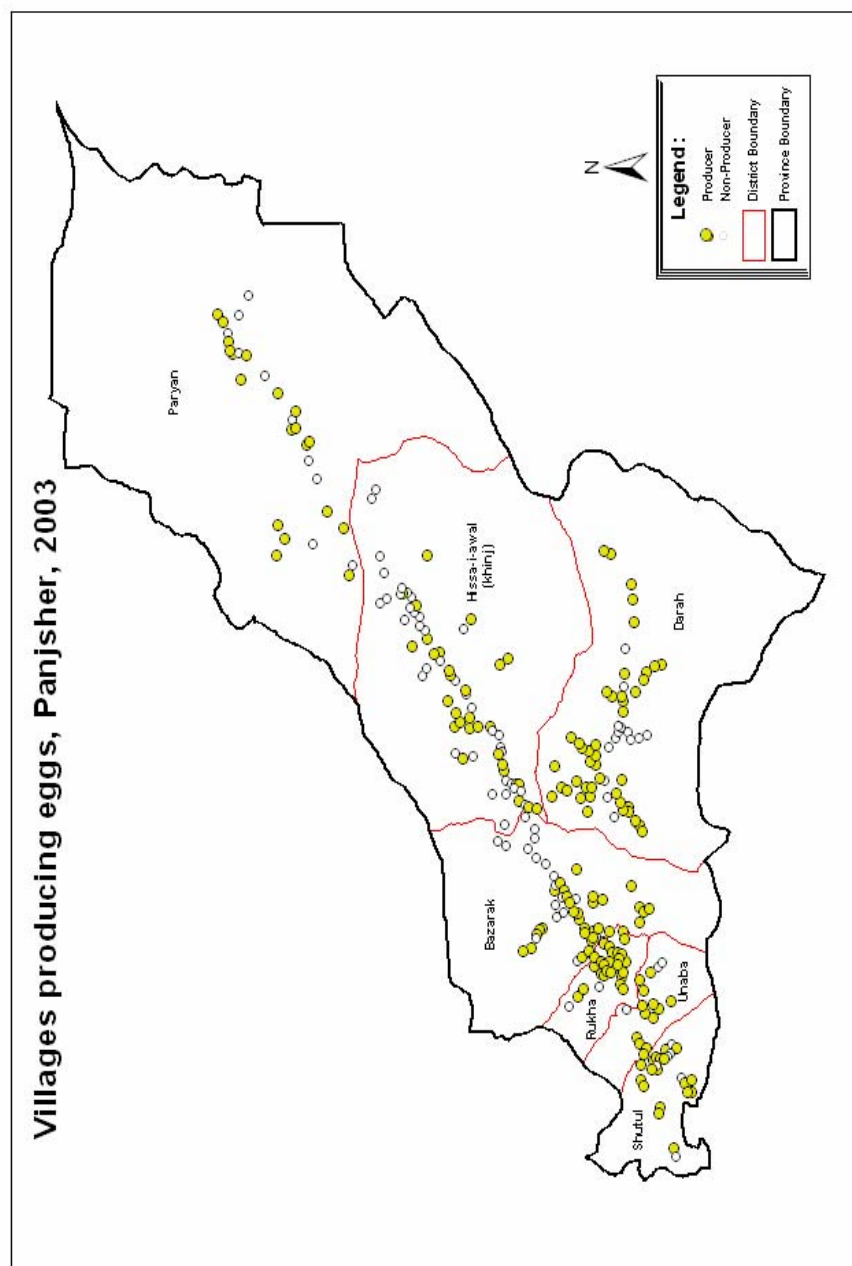 Villages producing eggs, Panjsher, 2003
Paryan
Hissa-i-awal
(khinj)
Darah
Bazarak
Rukha
Unaba
Shutul
N
Legend :
Producer
Non-Producer
District Boundary
Province Boundary